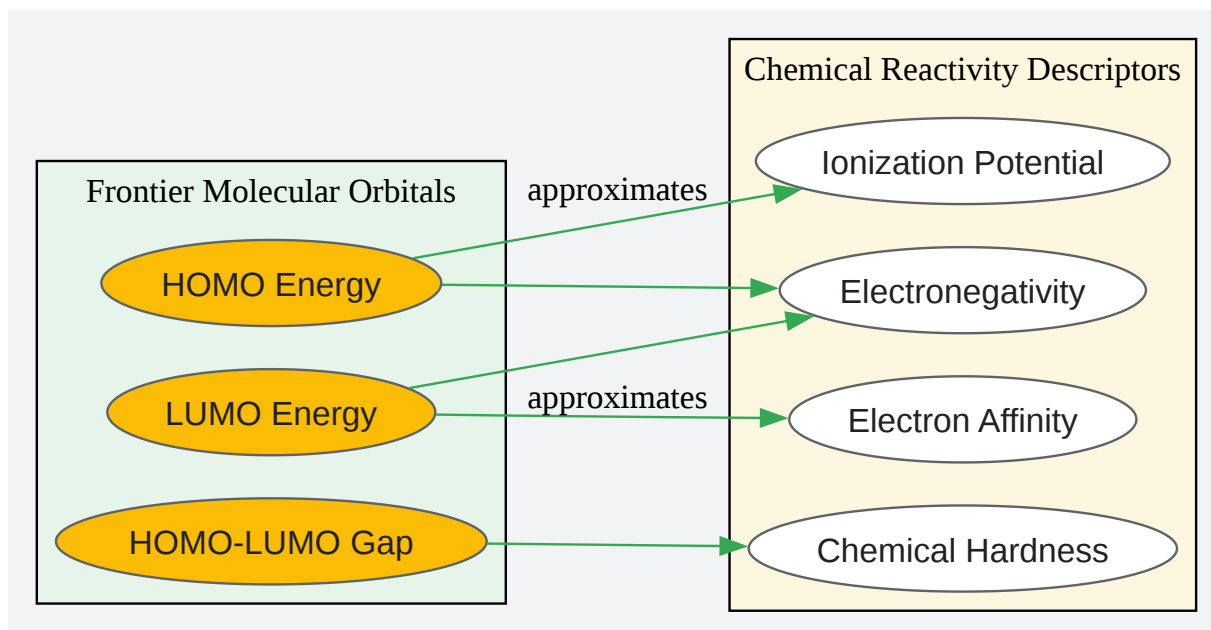 Frontier Molecular Orbitals
HOMO Energy
LUMO Energy
HOMO-LUMO Gap
approximates
approximates
Chemical Reactivity Descriptors
Ionization Potential
Electronegativity
Electron Affinity
Chemical Hardness